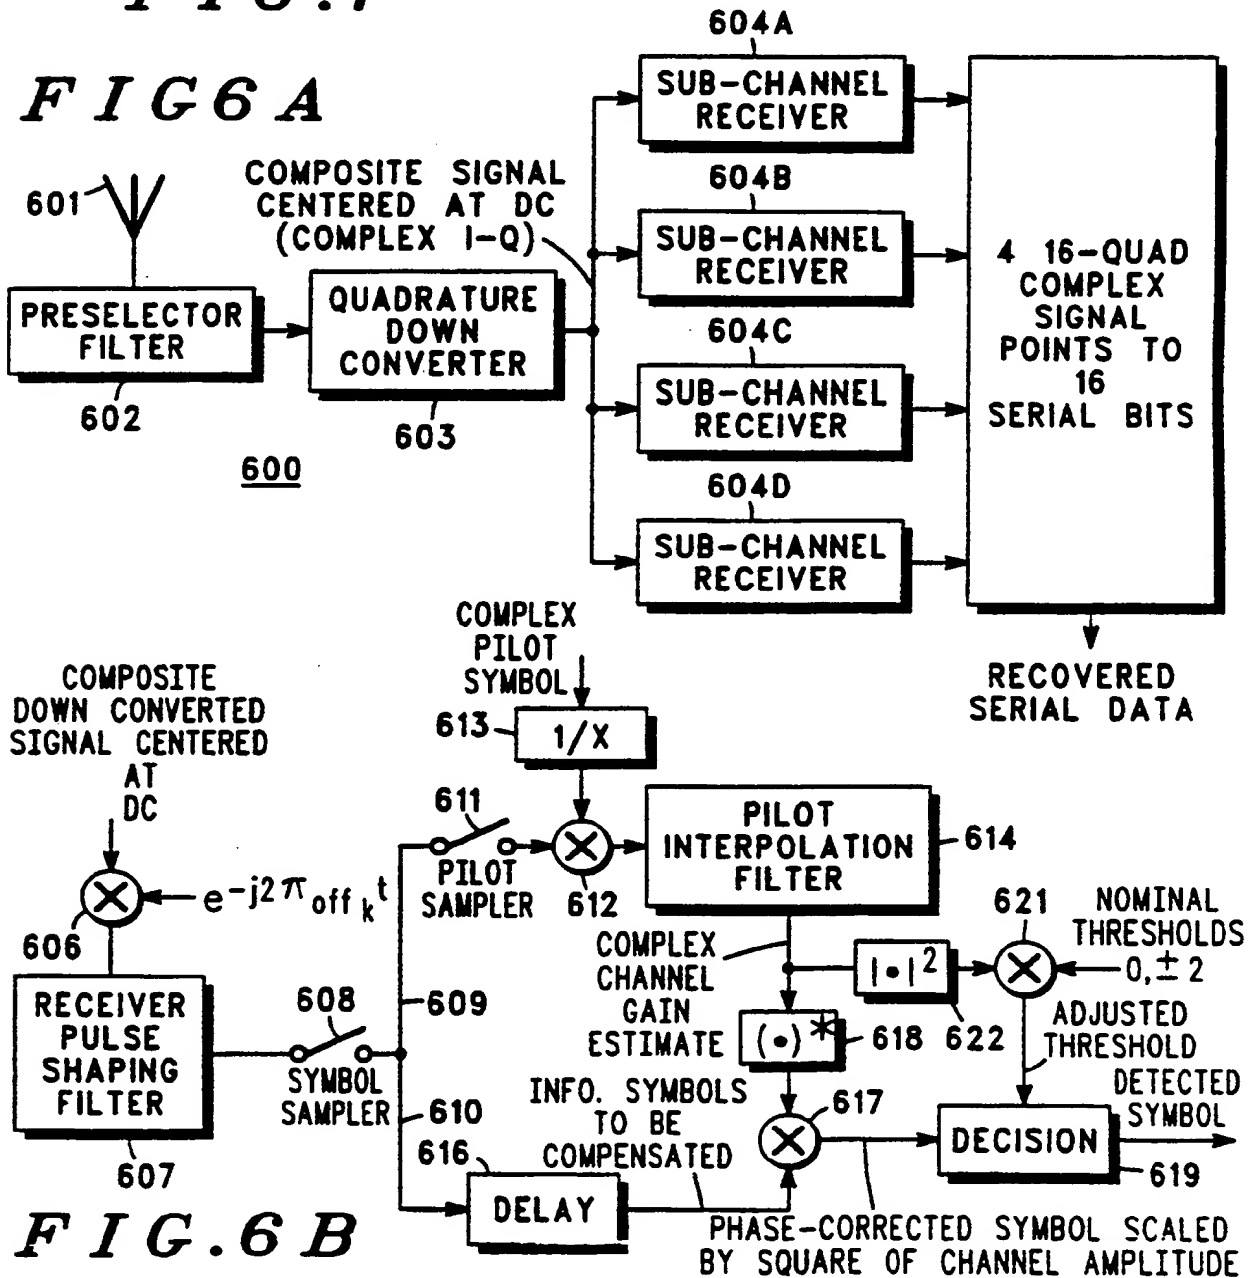 FIG6A
604A
SUB-CHANNEL
RECEIVER
604B
SUB-CHANNEL
RECEIVER
604C
SUB-CHANNEL
RECEIVER
604D
SUB-CHANNEL
RECEIVER
4 16-QUAD
COMPLEX
SIGNAL
POINTS TO
16
SERIAL BITS
COMPOSITE SIGNAL
CENTERED AT DC
(COMPLEX I-Q)
601
PRESELECTOR
FILTER
602
QUADRATURE
DOWN
CONVERTER
603
600
RECOVERED
SERIAL DATA
COMPLEX
PILOT
SYMBOL
613
1/X
COMPOSITE
DOWN CONVERTED
SIGNAL CENTERED
AT
DC
606
e-j2π off k t
RECEIVER
PULSE
SHAPING
FILTER
607
608
SYMBOL
SAMPLER
609
610
611
PILOT
SAMPLER
612
PILOT
INTERPOLATION
FILTER
614
COMPLEX
CHANNEL
GAIN
ESTIMATE
|•|2
622
621
NOMINAL
THRESHOLDS
0,±2
(•)*
618
ADJUSTED
THRESHOLD
DETECTED
SYMBOL
INFO. SYMBOLS
TO BE
COMPENSATED
616
DELAY
617
DECISION
619
PHASE-CORRECTED SYMBOL SCALED
BY SQUARE OF CHANNEL AMPLITUDE
FIG.6B